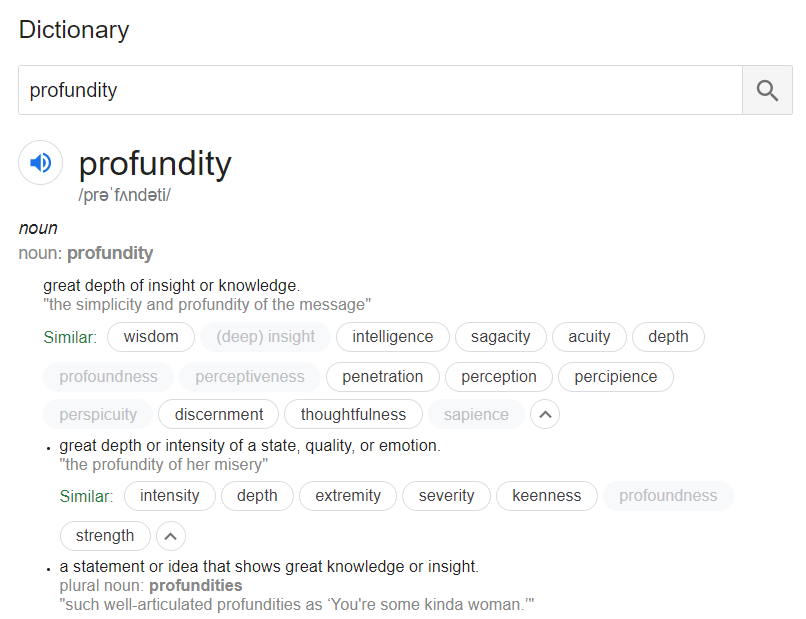 Dictionary
profundity
profundity
/prəˈfʌndəti/
noun
noun: profundity
great depth of insight or knowledge.
"the simplicity and profundity of the message"
Similar: wisdom (deep) insight intelligence sagacity acuity depth
profoundness perceptiveness penetration perception percipience
perspicuity discernment thoughtfulness sapience
• great depth or intensity of a state, quality, or emotion.
"the profundity of her misery"
Similar: intensity depth extremity severity keenness profoundness
strength
• a statement or idea that shows great knowledge or insight.
plural noun: profundities
"such well-articulated profundities as ‘You're some kinda woman.’"